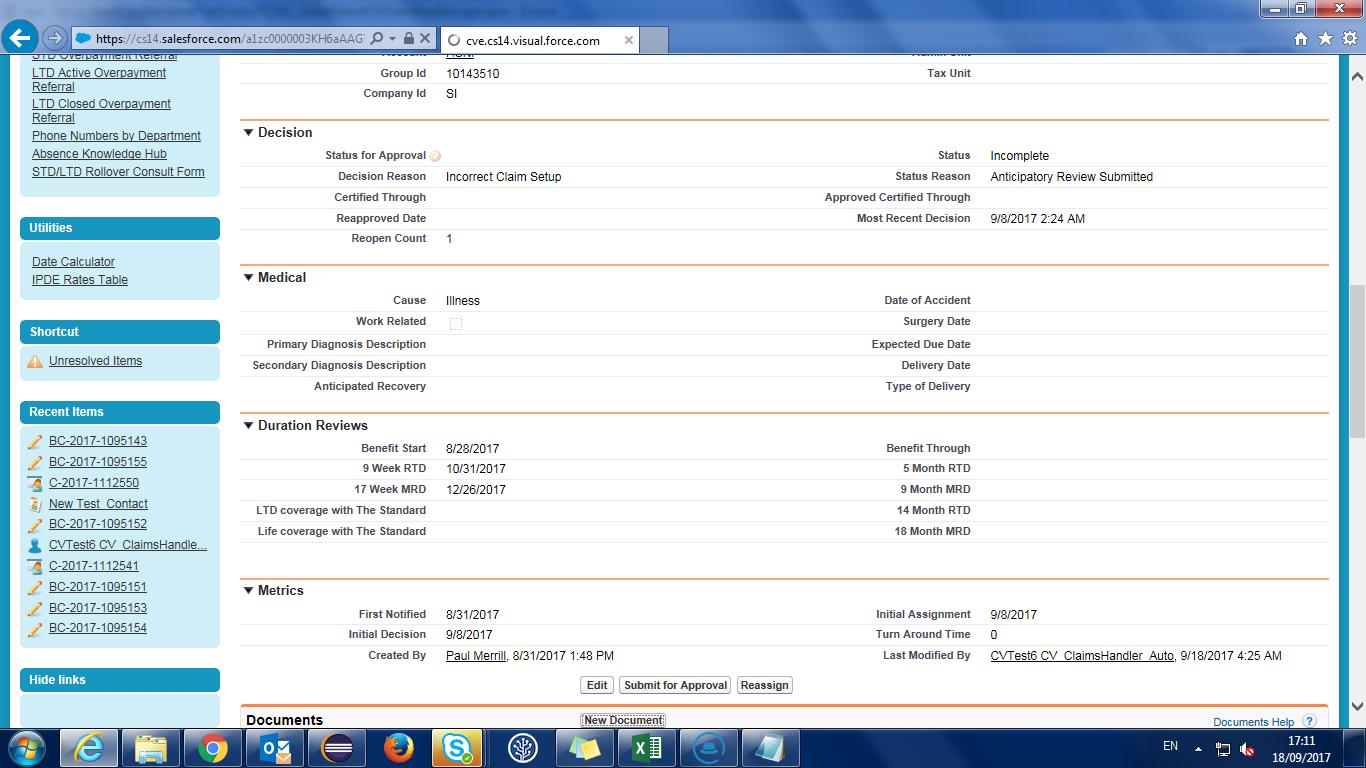 https://cs14.salesforce.com/a1zc0000003KH6aAAG
cve.cs14.visual.force.com
STD Overpayment Referral
LTD Active Overpayment
Referral
LTD Closed Overpayment
Referral
Phone Numbers by Department
Absence Knowledge Hub
STD/LTD Rollover Consult Form
Utilities
Date Calculator
IPDE Rates Table
Shortcut
Unresolved Items
Recent Items
BC-2017-1095143
BC-2017-1095155
C-2017-1112550
New Test_Contact
BC-2017-1095152
CVTest6 CV_ClaimsHandle...
C-2017-1112541
BC-2017-1095151
BC-2017-1095153
BC-2017-1095154
Hide links
Group Id 10143510 Tax Unit
Company Id SI
Decision
Status for Approval Status Incomplete
Decision Reason Incorrect Claim Setup Status Reason Anticipatory Review Submitted
Certified Through Approved Certified Through
Reapproved Date Most Recent Decision 9/8/2017 2:24 AM
Reopen Count 1
Medical
Cause Illness Date of Accident
Work Related Surgery Date
Primary Diagnosis Description Expected Due Date
Secondary Diagnosis Description Delivery Date
Anticipated Recovery Type of Delivery
Duration Reviews
Benefit Start 8/28/2017 Benefit Through
9 Week RTD 10/31/2017 5 Month RTD
17 Week MRD 12/26/2017 9 Month MRD
LTD coverage with The Standard 14 Month RTD
Life coverage with The Standard 18 Month MRD
Metrics
First Notified 8/31/2017 Initial Assignment 9/8/2017
Initial Decision 9/8/2017 Turn Around Time 0
Created By Paul Merrill, 8/31/2017 1:48 PM Last Modified By CVTest6 CV_ClaimsHandler_Auto, 9/18/2017 4:25 AM
Edit Submit for Approval Reassign
Documents New Document Documents Help ?
EN 17:11
18/09/2017